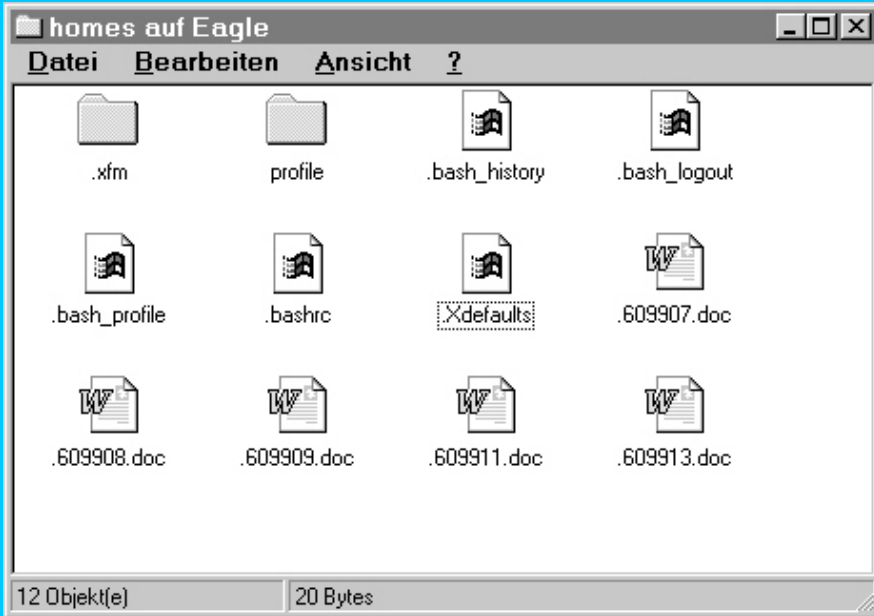 homes auf Eagle
Datei Bearbeiten Ansicht ?
.xfm profile .bash_history .bash_logout
.bash_profile .bashrc .Xdefaults .609907.doc
.609908.doc .609909.doc .609911.doc .609913.doc
12 Objekt(e) 20 Bytes